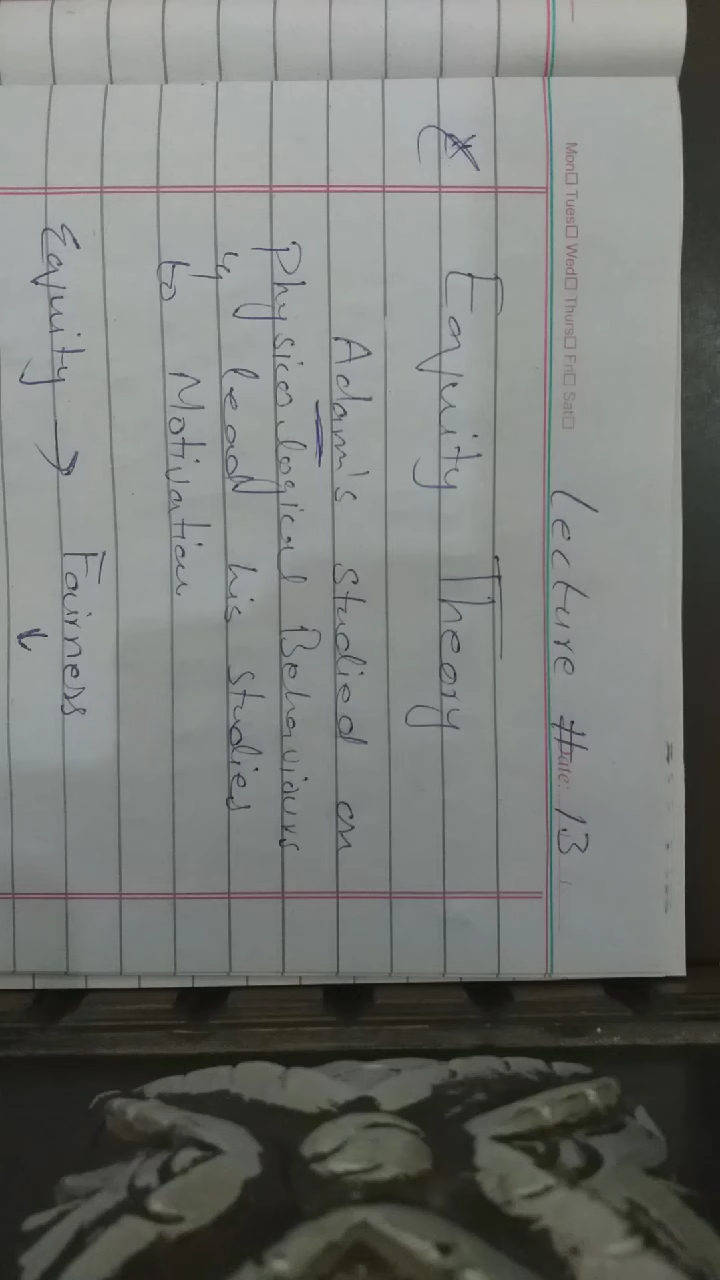 Lecture # 13
Mon Tues Wed Thurs Fri Sat Date:
Equity Theory
Adam's studied on
Physicological Behaviours
& lead his studies
to Motivation
Equity → Fairness